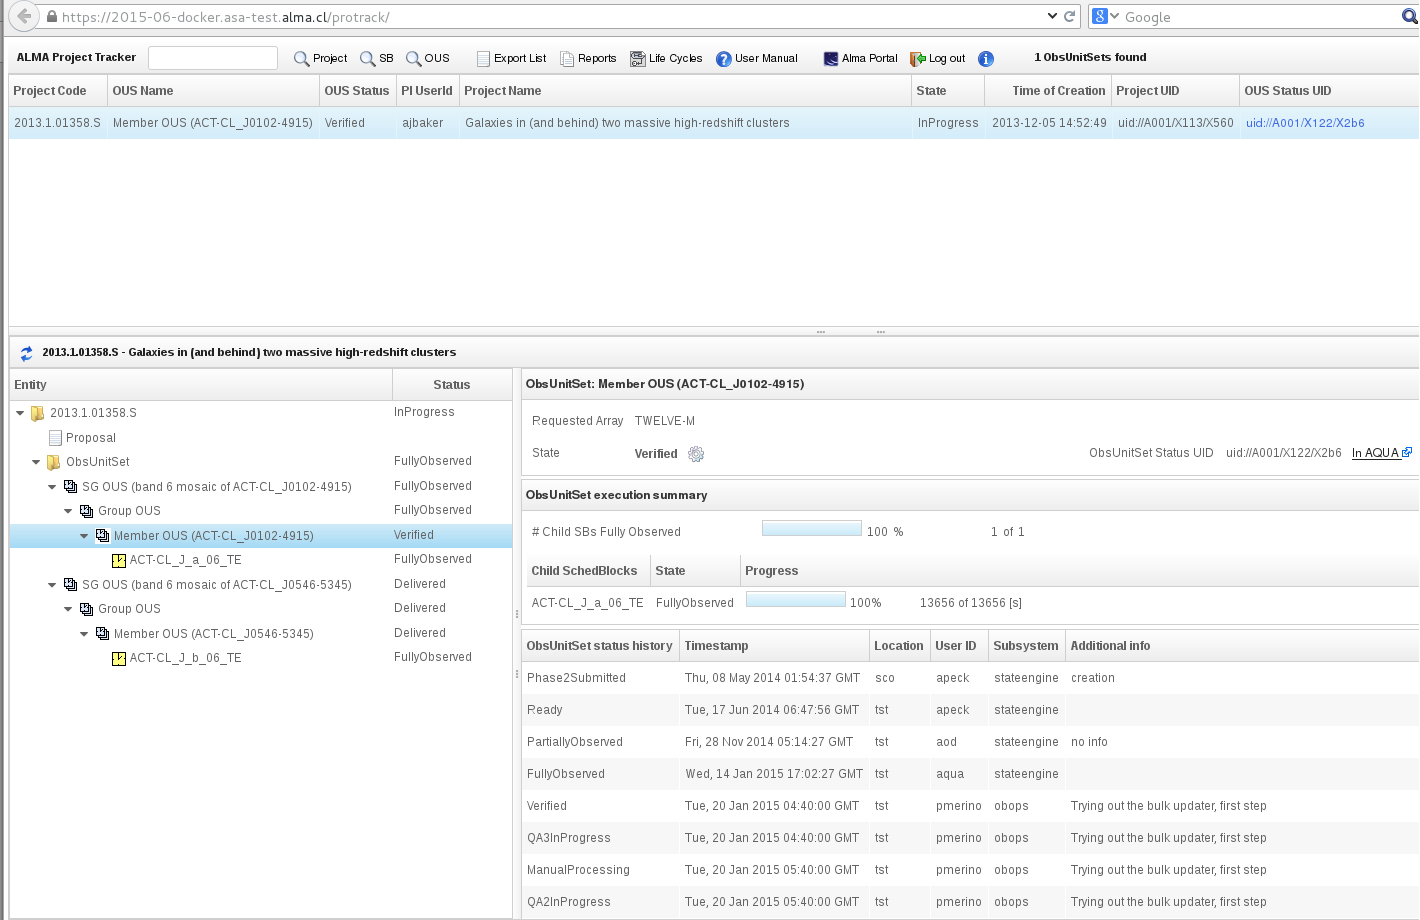 https://2015-06-docker.asa-test.alma.cl/protrack/ Google
ALMA Project Tracker Project SB OUS Export List Reports Life Cycles User Manual Alma Portal Log out 1 ObsUnitSets found
Project Code OUS Name OUS Status PI UserId Project Name State Time of Creation Project UID OUS Status UID
2013.1.01358.S Member OUS (ACT-CL_J0102-4915) Verified ajbaker Galaxies in (and behind) two massive high-redshift clusters InProgress 2013-12-05 14:52:49 uid://A001/X113/X560 uid://A001/X122/X2b6
2013.1.01358.S - Galaxies in (and behind) two massive high-redshift clusters
Entity Status
2013.1.01358.S InProgress
Proposal
ObsUnitSet FullyObserved
SG OUS (band 6 mosaic of ACT-CL_J0102-4915) FullyObserved
Group OUS FullyObserved
Member OUS (ACT-CL_J0102-4915) Verified
ACT-CL_J_a_06_TE FullyObserved
SG OUS (band 6 mosaic of ACT-CL_J0546-5345) Delivered
Group OUS Delivered
Member OUS (ACT-CL_J0546-5345) Delivered
ACT-CL_J_b_06_TE FullyObserved
ObsUnitSet: Member OUS (ACT-CL_J0102-4915)
Requested Array TWELVE-M
State Verified ObsUnitSet Status UID uid://A001/X122/X2b6 In AQUA
ObsUnitSet execution summary
# Child SBs Fully Observed 100 % 1 of 1
Child SchedBlocks State Progress
ACT-CL_J_a_06_TE FullyObserved 100% 13656 of 13656 [s]
ObsUnitSet status history Timestamp Location User ID Subsystem Additional info
Phase2Submitted Thu, 08 May 2014 01:54:37 GMT sco apeck stateengine creation
Ready Tue, 17 Jun 2014 06:47:56 GMT tst apeck stateengine
PartiallyObserved Fri, 28 Nov 2014 05:14:27 GMT tst aod stateengine no info
FullyObserved Wed, 14 Jan 2015 17:02:27 GMT tst aqua stateengine
Verified Tue, 20 Jan 2015 04:40:00 GMT tst pmerino obops Trying out the bulk updater, first step
QA3InProgress Tue, 20 Jan 2015 04:40:00 GMT tst pmerino obops Trying out the bulk updater, first step
ManualProcessing Tue, 20 Jan 2015 05:40:00 GMT tst pmerino obops Trying out the bulk updater, first step
QA2InProgress Tue, 20 Jan 2015 05:40:00 GMT tst pmerino obops Trying out the bulk updater, first step